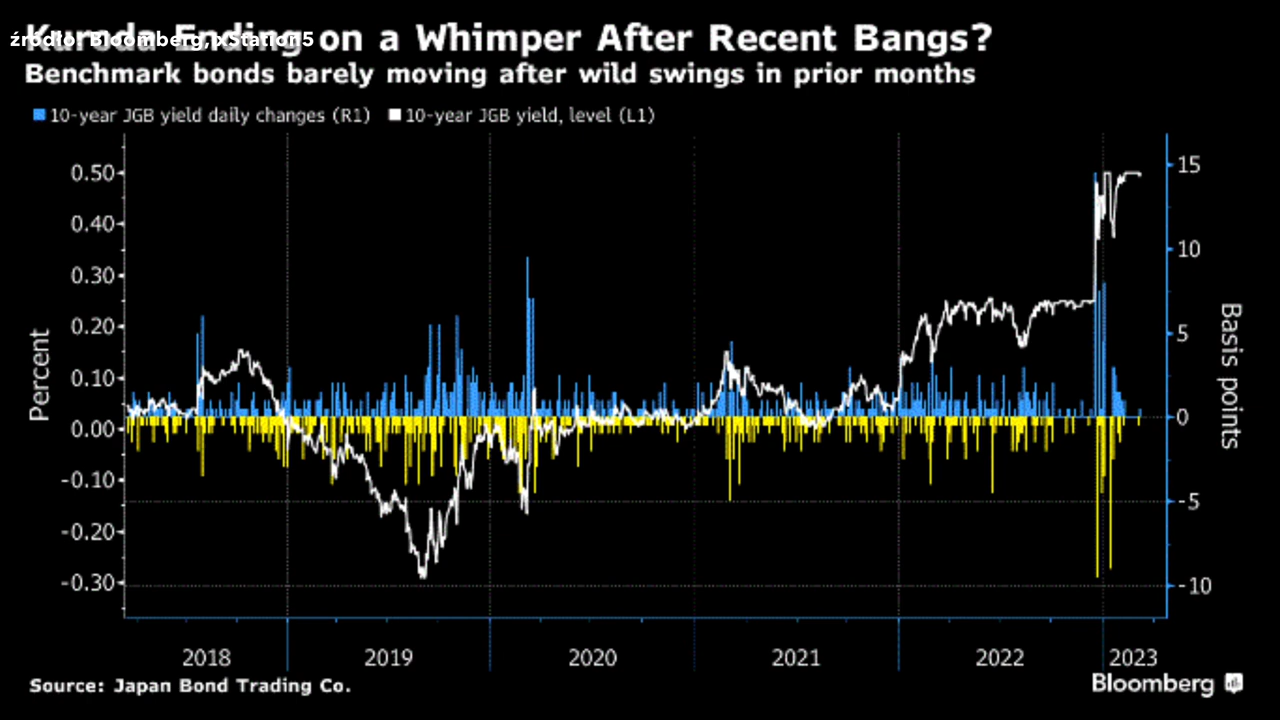 Kuroda Ending on a Whimper After Recent Bangs?
źródło: Bloomberg, xStation5
Benchmark bonds barely moving after wild swings in prior months
10-year JGB yield daily changes (R1) 10-year JGB yield, level (L1)
0.50
0.40
0.30
0.20
0.10
0.00
-0.10
-0.20
-0.30
Percent
15
10
5
0
-5
-10
Basis points
2018 2019 2020 2021 2022 2023
Source: Japan Bond Trading Co.
Bloomberg